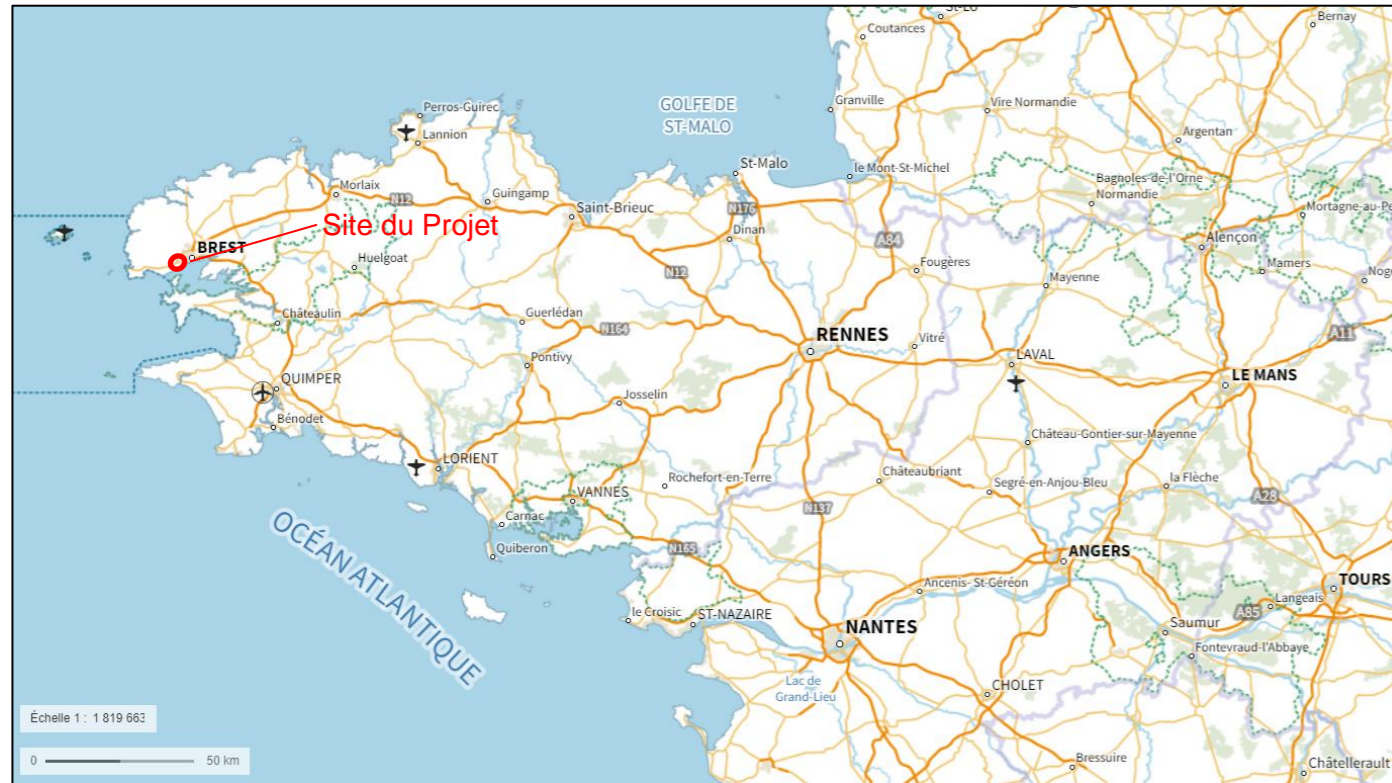 ST-LÔ
Bernay
Coutances
Granville
Vire Normandie
Argentan
Perros-Guirec
Lannion
GOLFE DE
ST-MALO
St-Malo
le Mont-St-Michel
Bagnoles-de-l'Orne
Normandie
Mortagne-au-Pe
Morlaix
N12
Guingamp
Saint-Brieuc
N176
Dinan
A84
Alençon
Mamers
Nog
Site du Projet
BREST
Huelgoat
N12
Fougères
Mayenne
Châteaulin
Guerlédan
N164
RENNES
Vitré
LAVAL
A11
Pontivy
LE MANS
QUIMPER
Josselin
Bénodet
Château-Gontier-sur-Mayenne
LORIENT
Rochefort-en-Terre
Châteaubriant
Segré-en-Anjou-Bleu
la Flèche
VANNES
N137
A28
Carnac
Quiberon
N165
ANGERS
OCÉAN ATLANTIQUE
Ancenis- St-Géréon
TOURS
Langeais
A85
le Croisic
ST-NAZAIRE
NANTES
Saumur
Fontevraud-l'Abbaye
Lac de
Grand-Lieu
CHOLET
Échelle 1 : 1 819 663
0
50 km
Bressuire
Châtellerault